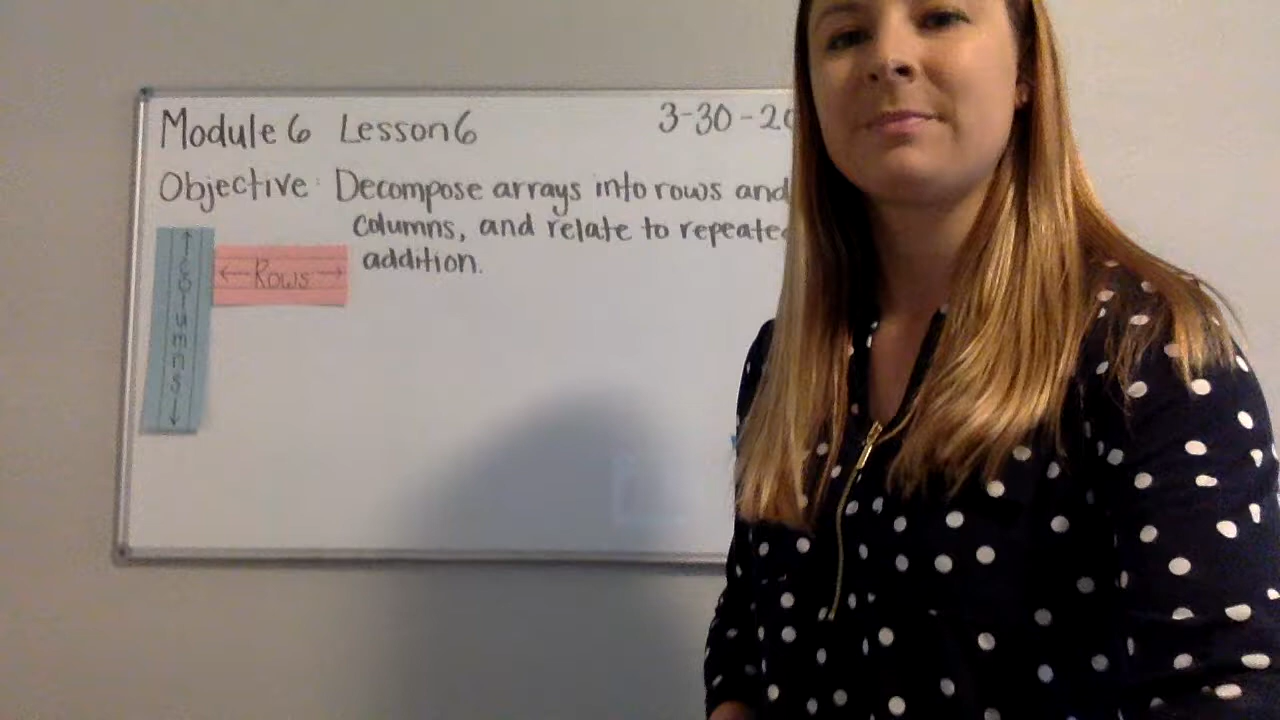 Module 6 Lesson 6 3-30-20
Objective: Decompose arrays into rows and
columns, and relate to repeated
addition.
Columns
Rows